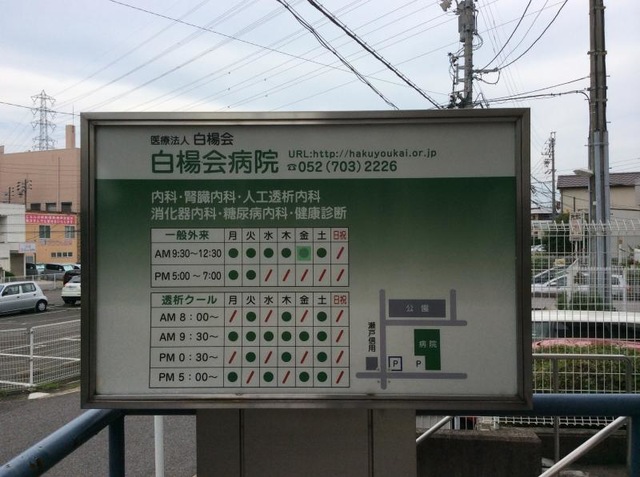 医療法人 白楊会
白楊会病院
URL:http://hakuyoukai.or.jp
☎052(703)2226
内科・腎臓内科・人工透析内科
消化器内科・糖尿病内科・健康診断
一般外来 月 火 水 木 金 土 日祝
AM 9:30~12:30 ● ● ● ● ● ● /
PM 5:00~ 7:00 ● ● / / / / /
透析クール 月 火 水 木 金 土 日祝
AM 8:00~ / ● / ● / ● /
AM 9:30~ ● ● ● ● ● ● /
PM 0:30~ / ● / ● / ● /
PM 5:00~ ● / ● / ● / /
公園
瀬戸信用
病院
P
P